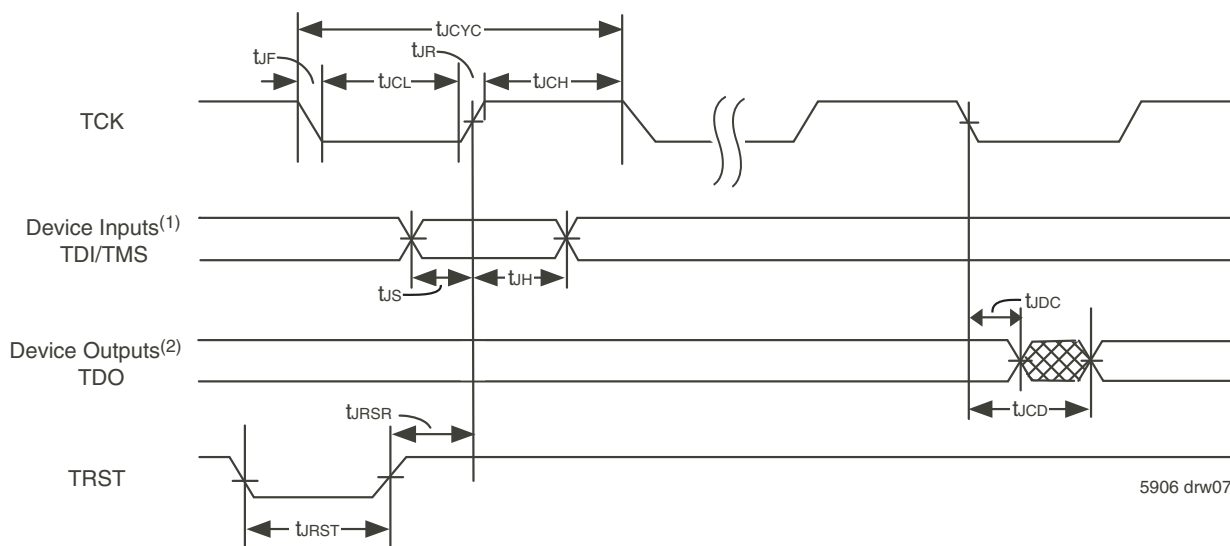 tJCYC
tJF
tJR
tJCL
tJCH
TCK
Device Inputs(1)
TDI/TMS
tJS
tJH
tJDC
Device Outputs(2)
TDO
tJCD
tJRSR
TRST
5906 drw07
tJRST